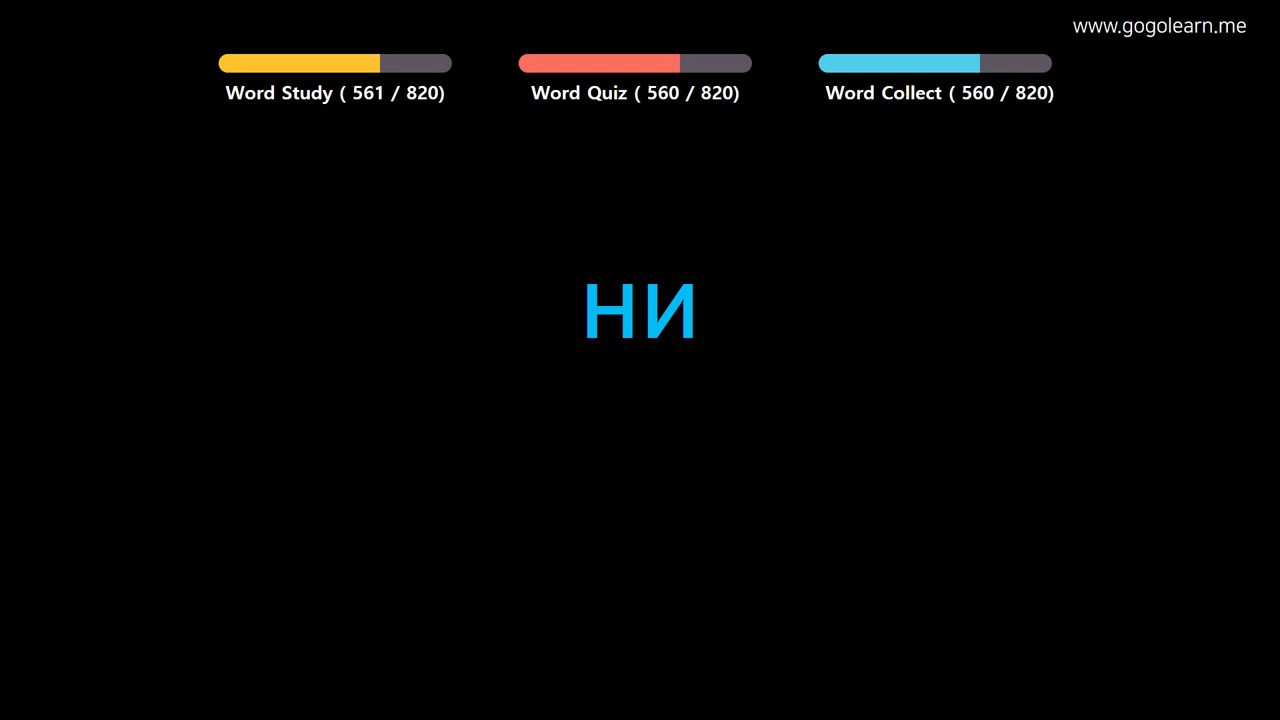 www.gogolearn.me
Word Study ( 561 / 820)
Word Quiz ( 560 / 820)
Word Collect ( 560 / 820)
ни